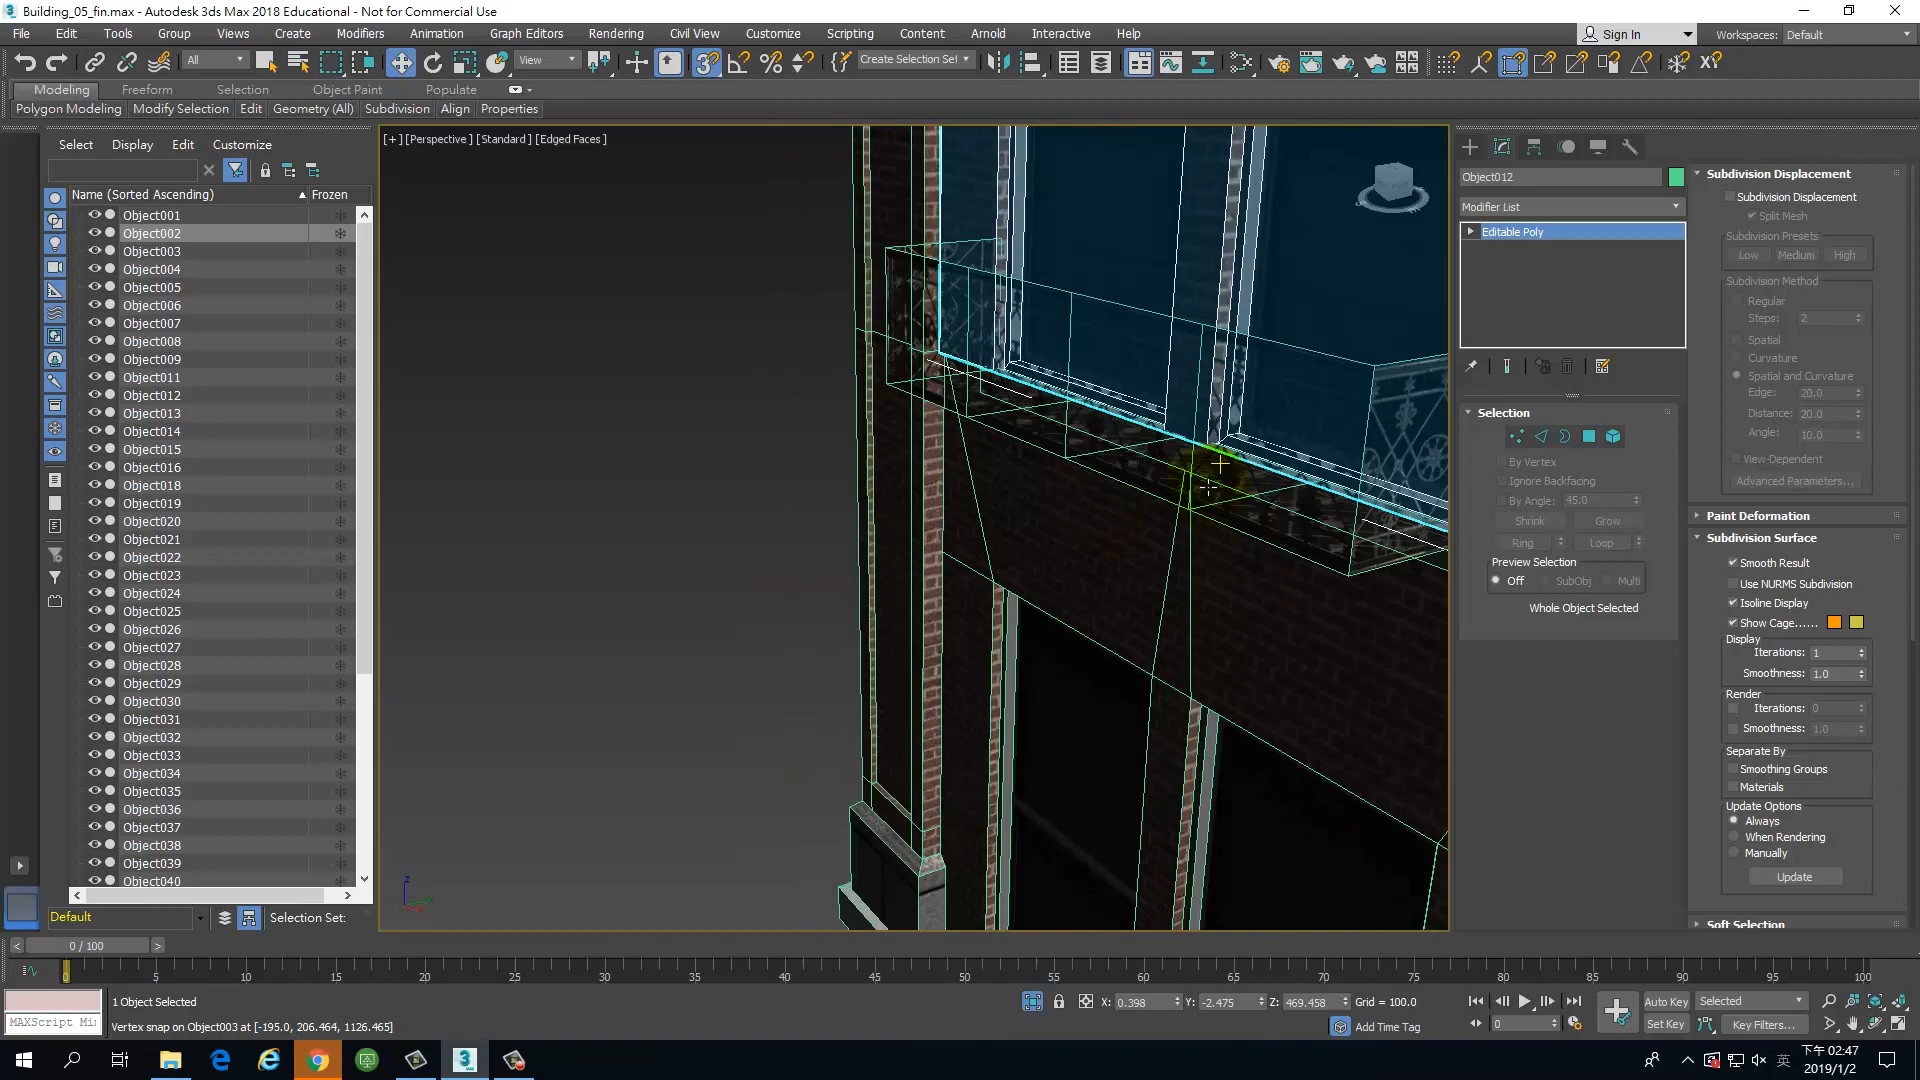 Building_05_fin.max - Autodesk 3ds Max 2018 Educational - Not for Commercial Use
File Edit Tools Group Views Create Modifiers Animation Graph Editors Rendering Civil View Customize Scripting Content Arnold Interactive Help Sign In Workspaces: Default
All View Create Selection Set
Modeling Freeform Selection Object Paint Populate
Polygon Modeling Modify Selection Edit Geometry (All) Subdivision Align Properties
Select Display Edit Customize
Name (Sorted Ascending) Frozen
Object001
Object002
Object003
Object004
Object005
Object006
Object007
Object008
Object009
Object011
Object012
Object013
Object014
Object015
Object016
Object018
Object019
Object020
Object021
Object022
Object023
Object024
Object025
Object026
Object027
Object028
Object029
Object030
Object031
Object032
Object033
Object034
Object035
Object036
Object037
Object038
Object039
Object040
Default Selection Set:
[+] [Perspective] [Standard] [Edged Faces]
Object012
Modifier List
Editable Poly
Selection
By Vertex
Ignore Backfacing
By Angle: 45.0
Shrink Grow
Ring Loop
Preview Selection
Off SubObj Multi
Whole Object Selected
Subdivision Displacement
Subdivision Displacement
Split Mesh
Subdivision Presets
Low Medium High
Subdivision Method
Regular
Steps: 2
Spatial
Curvature
Spatial and Curvature
Edge: 20.0
Distance: 20.0
Angle: 10.0
View-Dependent
Advanced Parameters...
Paint Deformation
Subdivision Surface
Smooth Result
Use NURMS Subdivision
Isoline Display
Show Cage......
Display
Iterations: 1
Smoothness: 1.0
Render
Iterations: 0
Smoothness: 1.0
Separate By
Smoothing Groups
Materials
Update Options
Always
When Rendering
Manually
Update
Soft Selection
< 0 / 100 >
0 5 10 15 20 25 30 35 40 45 50 55 60 65 70 75 80 85 90 95 100
MAXScript Mi
1 Object Selected
Vertex snap on Object003 at [-195.0, 206.464, 1126.465]
X: 0.398 Y: -2.475 Z: 469.458 Grid = 100.0
Add Time Tag
0
Auto Key Selected
Set Key Key Filters...
英
下午 02:47
2019/1/2